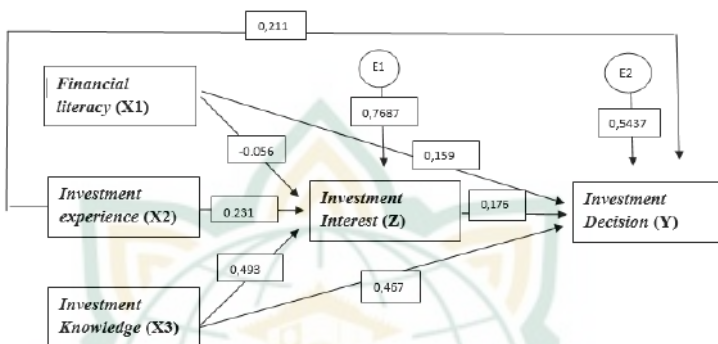 0,211
E1
E2
Financial
literacy (X1)
0,7687
0,5437
-0.056
0,159
Investment
experience (X2)
0.231
Investment
Interest (Z)
0,176
Investment
Decision (Y)
0,493
0,467
Investment
Knowledge (X3)